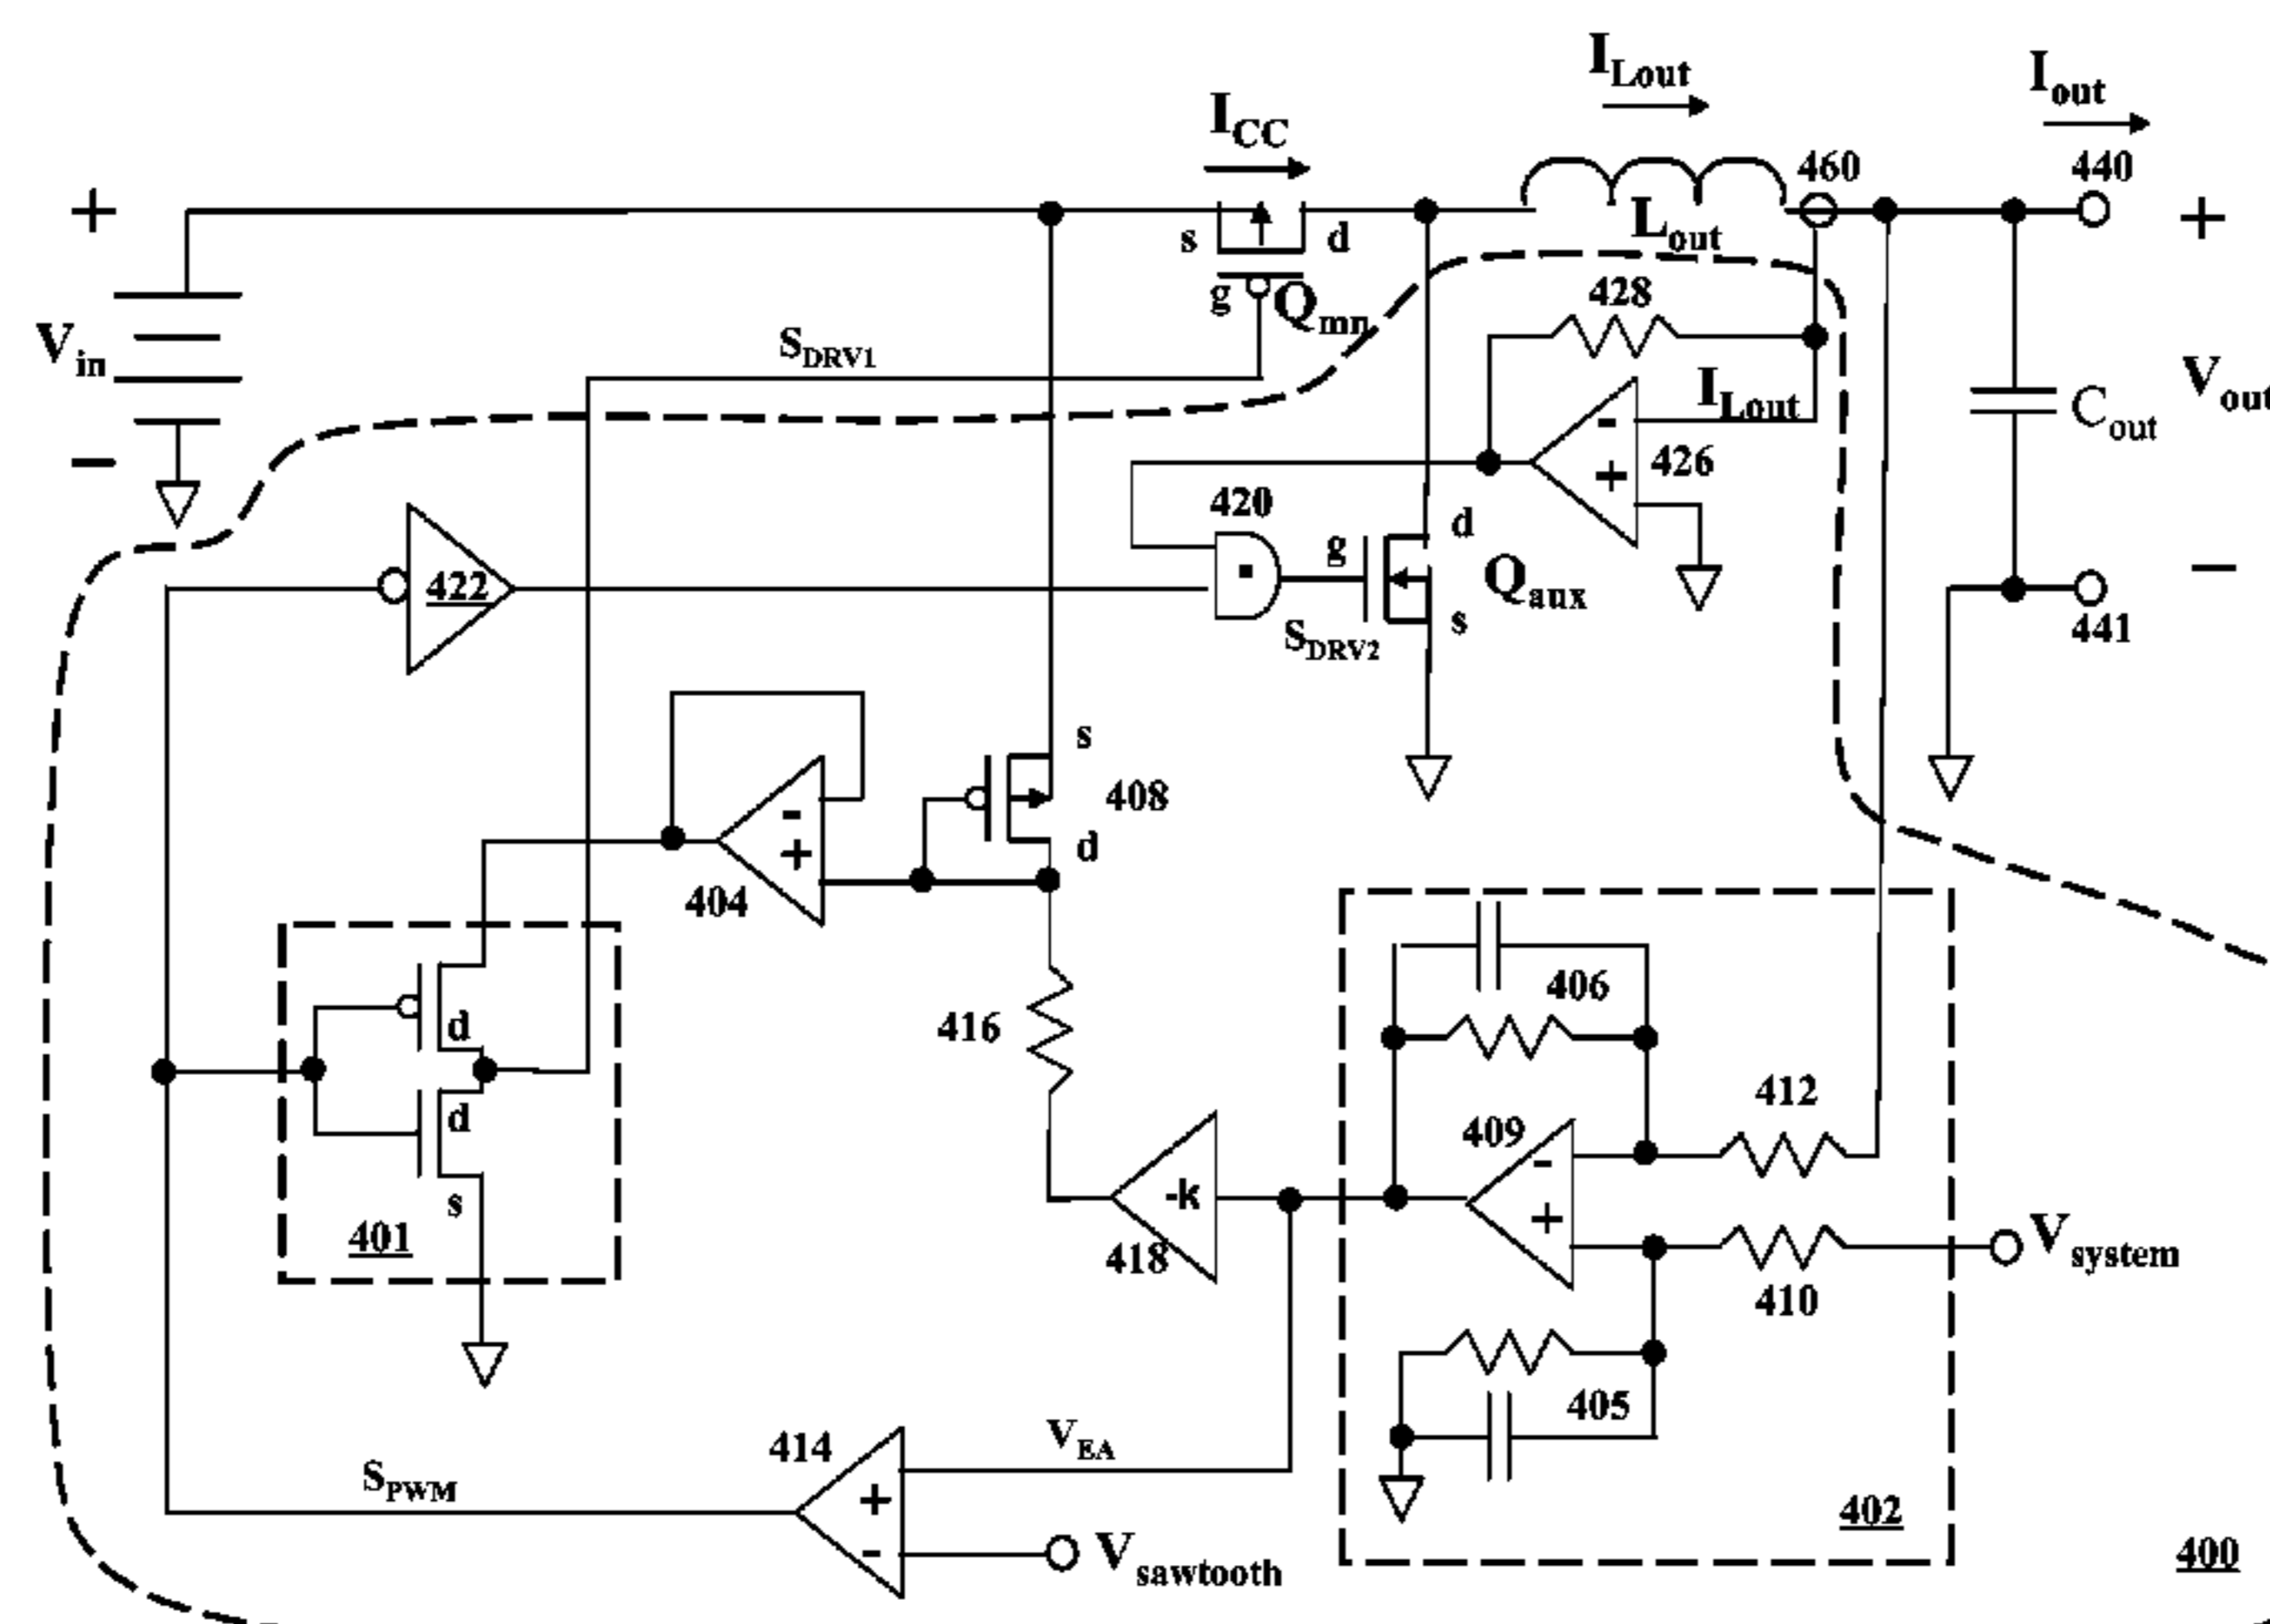 I_Lout
I_out
I_CC
460
440
+
s
d
L_out
+
g
Q_mn
428
S_DRV1
V_in
I_Lout
V_out
C_out
-
426
+
−
420
d
g
Q_aux
−
422
S_DRV2
s
441
s
408
-
+
d
404
406
416
d
412
409
-
d
-k
+
V_system
s
401
418
410
405
414
V_EA
S_PWM
+
402
-
V_sawtooth
400